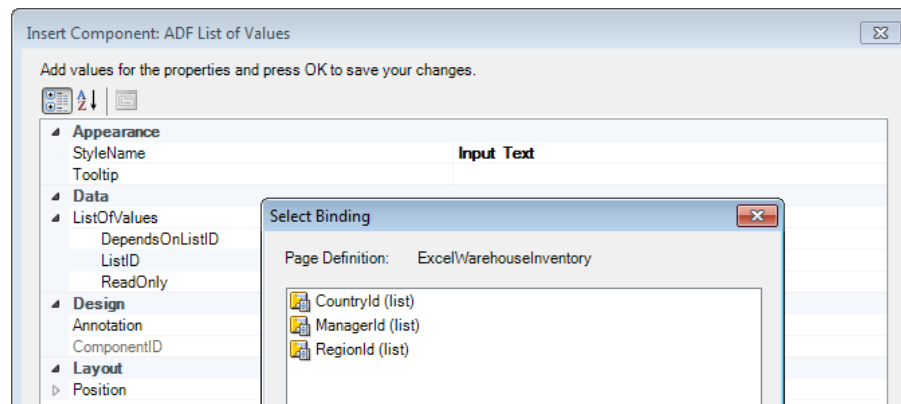 Insert Component: ADF List of Values
Add values for the properties and press OK to save your changes.
Appearance
StyleName Input Text
Tooltip
Data
ListOfValues
DependsOnListID
ListID
ReadOnly
Design
Annotation
ComponentID
Layout
Position
Select Binding
Page Definition: ExcelWarehouseInventory
CountryId (list)
ManagerId (list)
RegionId (list)